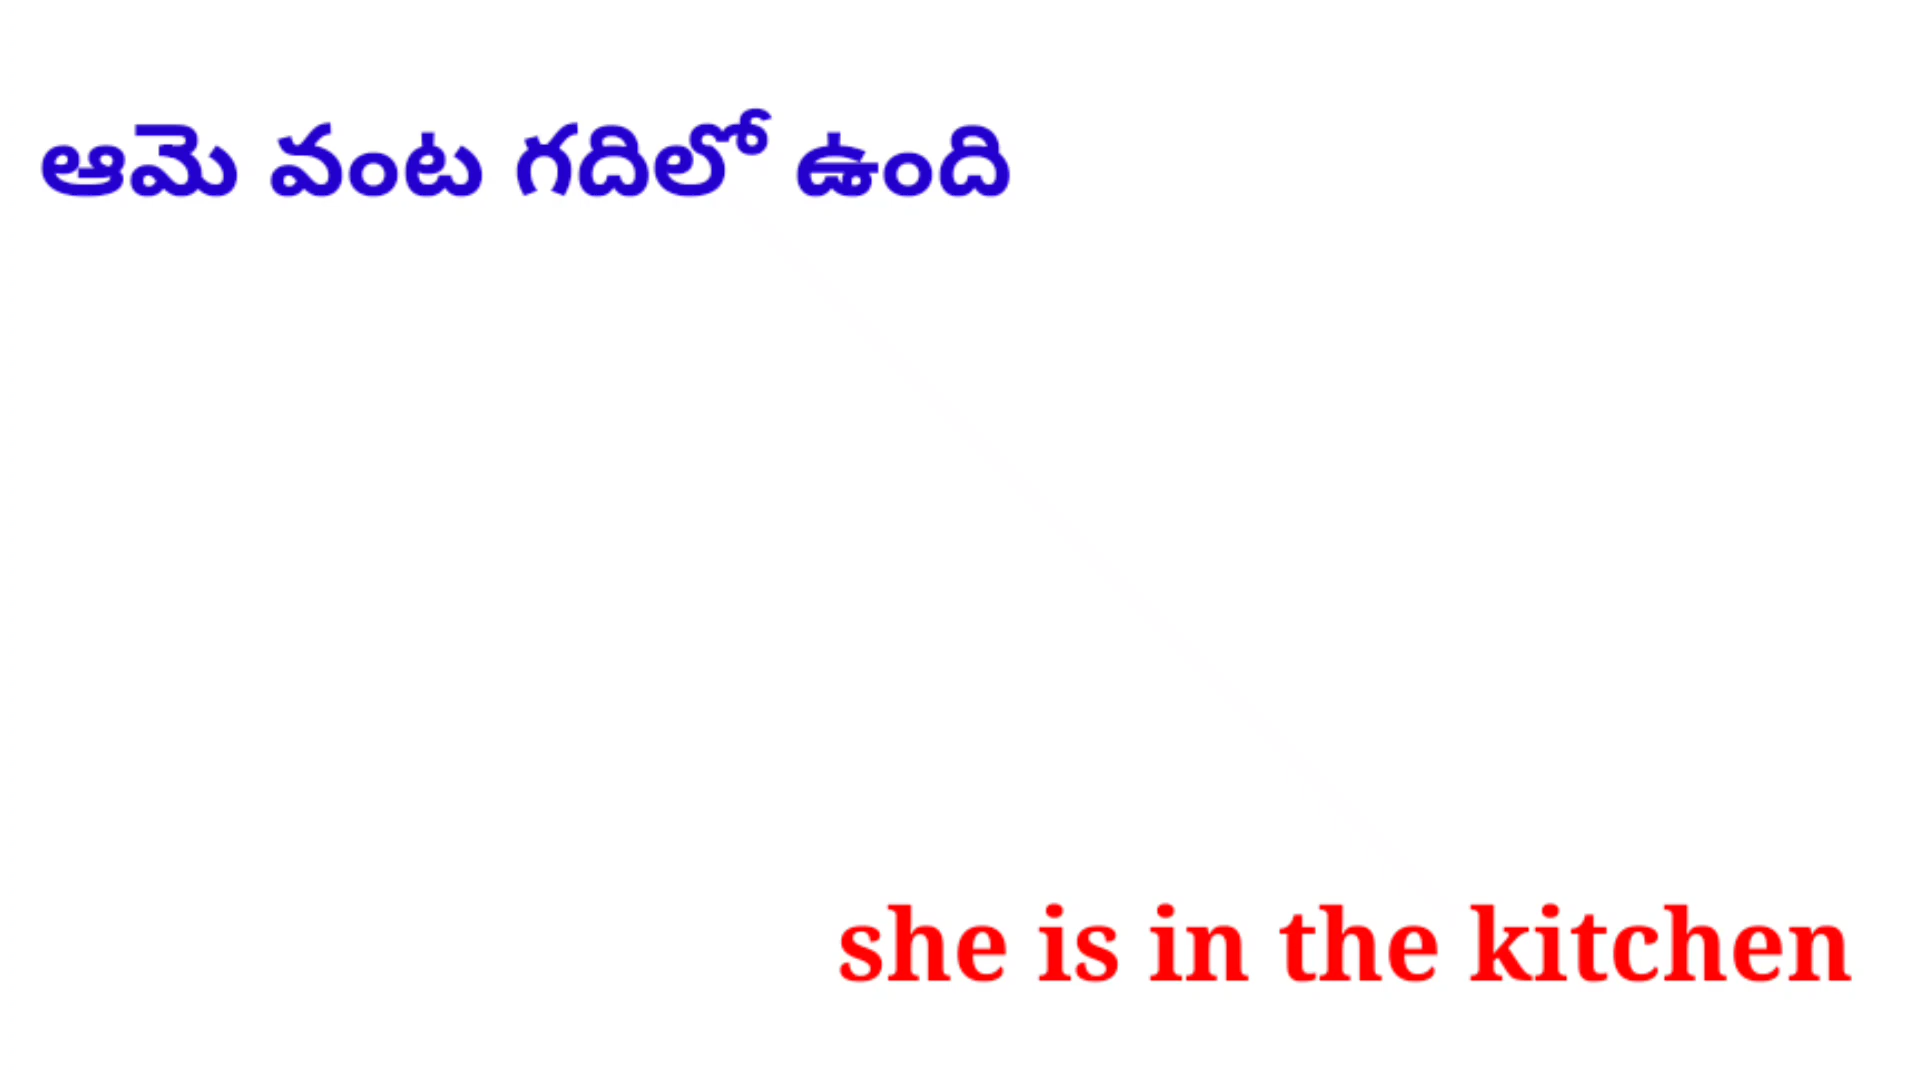 ఆమె వంట గదిలో ఉంది
she is in the kitchen